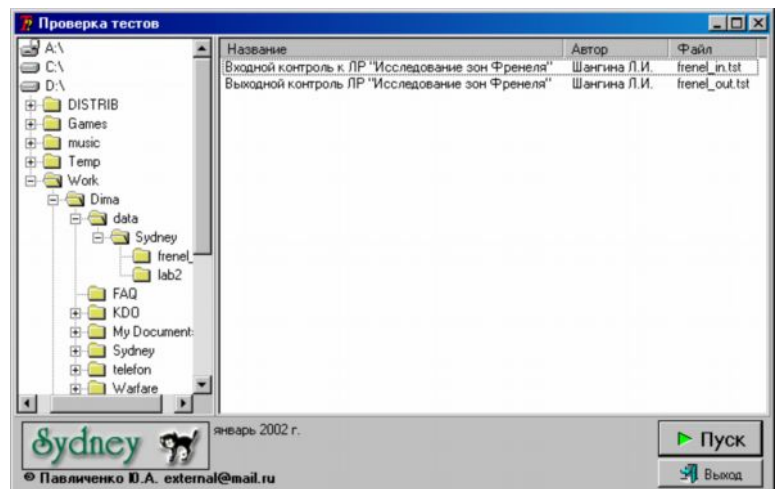 Проверка тестов
A:\
C:\
D:\
DISTRIB
Games
music
Temp
Work
Dima
data
Sydney
frenel_
lab2
FAQ
KDO
My Document
Sydney
telefon
Warfare
Название Автор Файл
Входной контроль к ЛР "Исследование зон Френеля" Шангина Л.И. frenel_in.tst
Выходной контроль ЛР "Исследование зон Френеля" Шангина Л.И. frenel_out.tst
Sydney
январь 2002 г.
© Павличенко Ю.А. external@mail.ru
Пуск
Выход